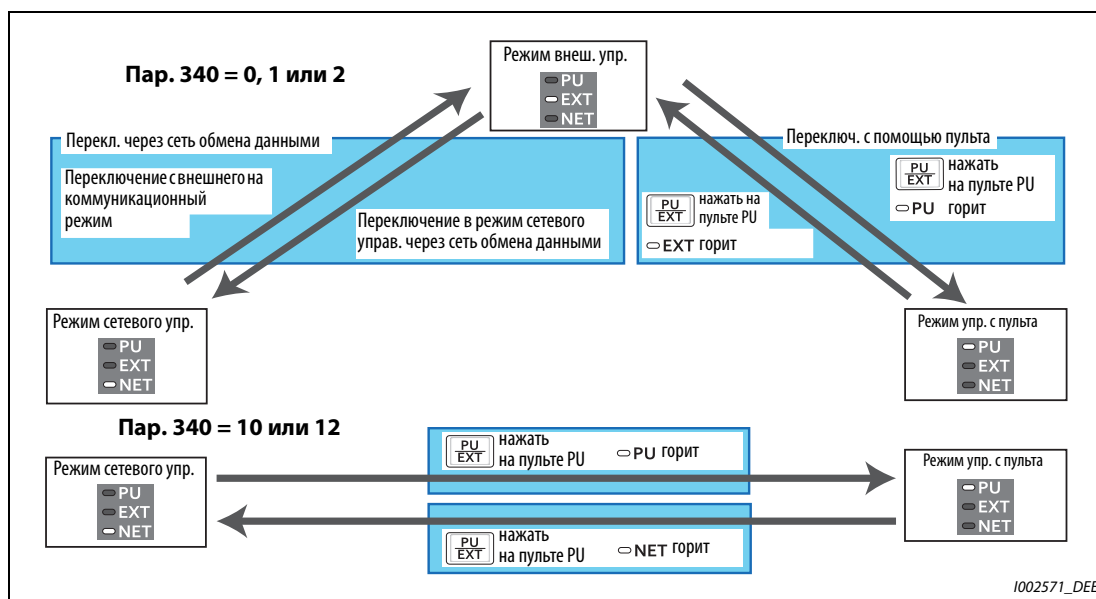 Пар. 340 = 0, 1 или 2
Режим внеш. упр.
PU
EXT
NET
Перекл. через сеть обмена данными
Переключение с внешнего на
коммуникационный
режим
Переключение в режим сетевого
управ. через сеть обмена данными
Переключ. с помощью пульта
PU
EXT
нажать
на пульте PU
PU горит
PU
EXT
нажать на
пульте PU
EXT горит
Режим сетевого упр.
PU
EXT
NET
Режим упр. с пульта
PU
EXT
NET
Пар. 340 = 10 или 12
Режим сетевого упр.
PU
EXT
NET
PU
EXT
нажать
на пульте PU
PU горит
PU
EXT
нажать
на пульте PU
NET горит
Режим упр. с пульта
PU
EXT
NET
I002571_DEE